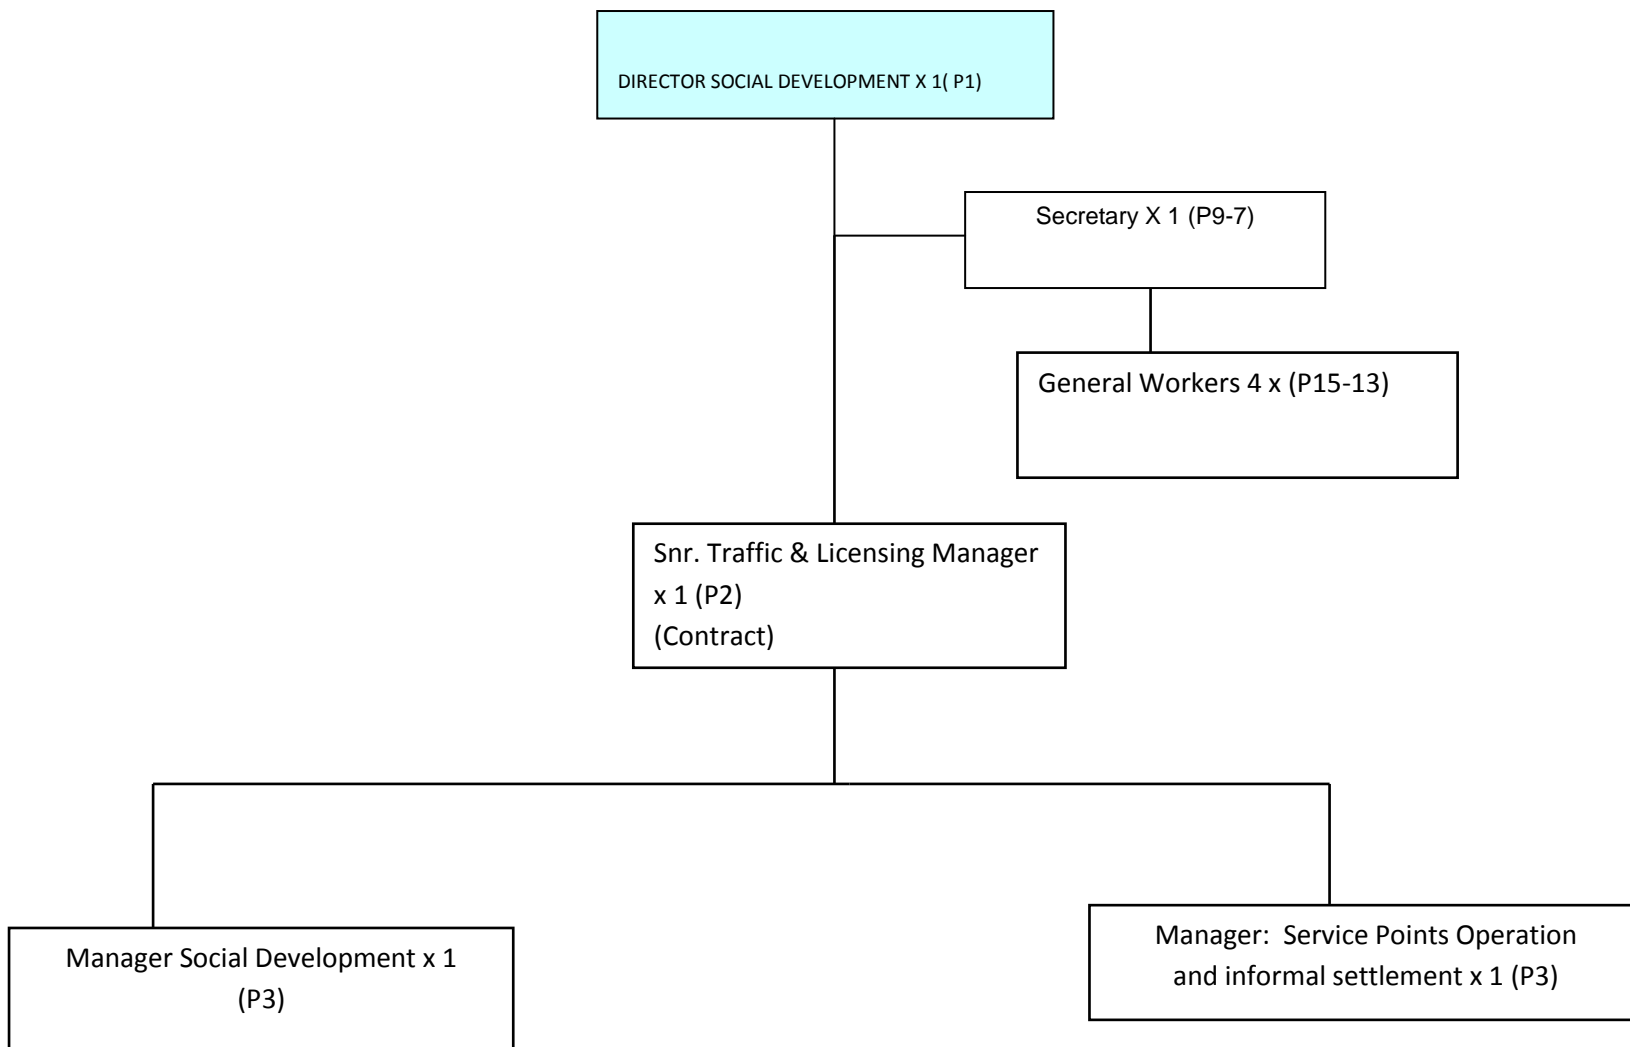 DIRECTOR SOCIAL DEVELOPMENT X 1( P1)
Secretary X 1 (P9-7)
General Workers 4 x (P15-13)
Snr. Traffic & Licensing Manager
x 1 (P2)
(Contract)
Manager Social Development x 1
(P3)
Manager:  Service Points Operation
and informal settlement x 1 (P3)